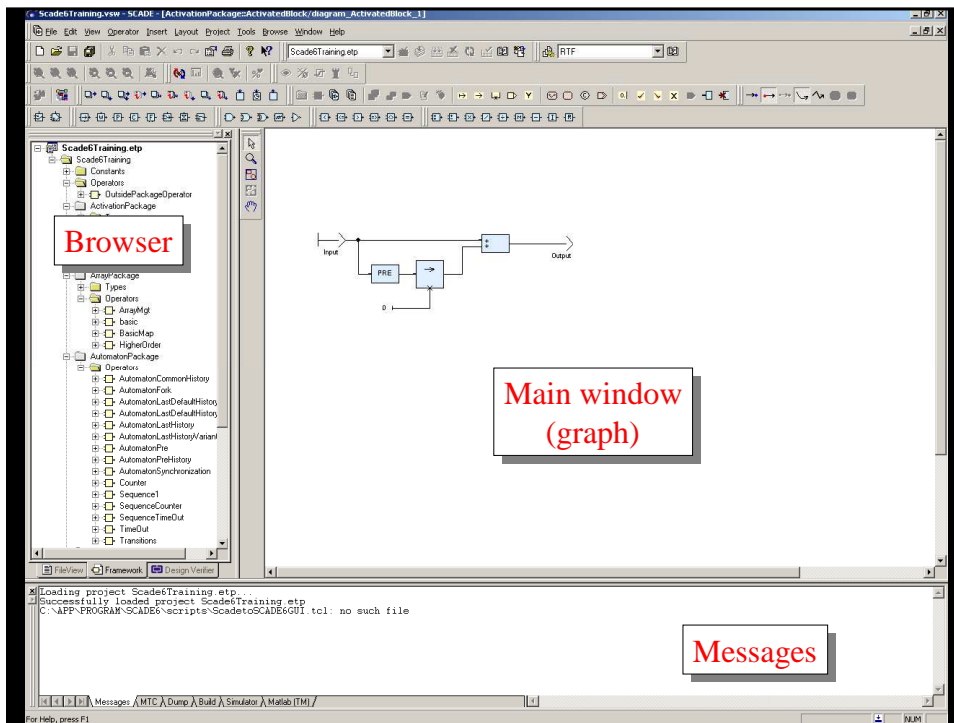 Scade6Training.vsw - SCADE - [ActivationPackage::ActivatedBlock/diagram_ActivatedBlock_1]
File Edit View Operator Insert Layout Project Tools Browse Window Help
Scade6Training.etp
RTF
Scade6Training.etp
Scade6Training
Constants
Operators
OutsidePackageOperator
ActivationPackage
Browser
ArrayPackage
Types
Operators
ArrayMgt
basic
BasicMap
HigherOrder
AutomatonPackage
Operators
AutomatonCommonHistory
AutomatonFork
AutomatonLastDefaultHistory
AutomatonLastDefaultHistory
AutomatonLastHistory
AutomatonLastHistoryVariant
AutomatonPre
AutomatonPreHistory
AutomatonSynchronization
Counter
Sequence1
SequenceCounter
SequenceTimeOut
TimeOut
Transitions
FileView
Framework
Design Verifier
Input
PRE
0
Output
Main window
(graph)
Loading project Scade6Training.etp...
Successfully loaded project Scade6Training.etp
C:\APP\PROGRAM\SCADE6\scripts\ScadetoSCADE6GUI.tcl: no such file
Messages
Messages MTC Dump Build Simulator Matlab (TM)
For Help, press F1
NUM